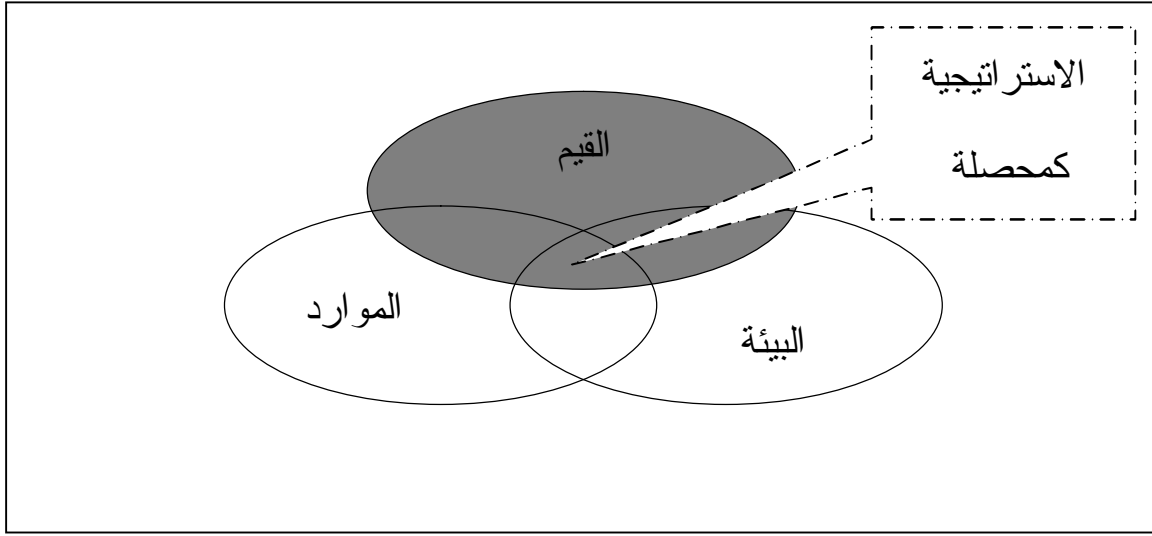 الاستراتيجية
كمحصلة
القيم
الموارد
البيئة